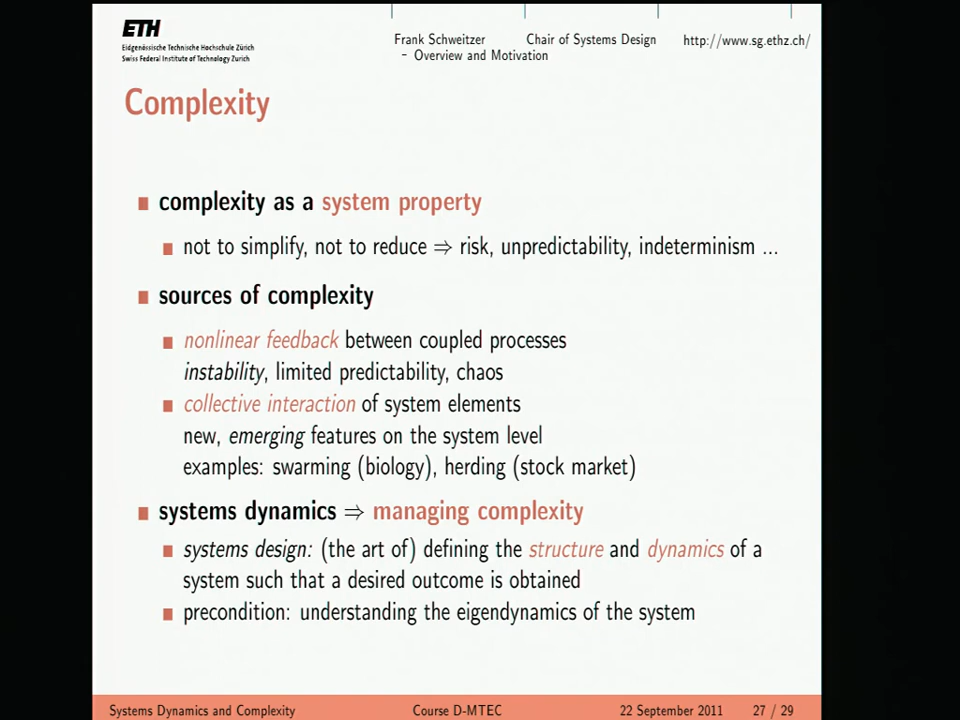 ETH
Eidgenössische Technische Hochschule Zürich
Swiss Federal Institute of Technology Zurich
Frank Schweitzer Chair of Systems Design http://www.sg.ethz.ch/
– Overview and Motivation
Complexity
complexity as a system property
not to simplify, not to reduce ⇒ risk, unpredictability, indeterminism ...
sources of complexity
nonlinear feedback between coupled processes
instability, limited predictability, chaos
collective interaction of system elements
new, emerging features on the system level
examples: swarming (biology), herding (stock market)
systems dynamics ⇒ managing complexity
systems design: (the art of) defining the structure and dynamics of a
system such that a desired outcome is obtained
precondition: understanding the eigendynamics of the system
Systems Dynamics and Complexity Course D-MTEC 22 September 2011 27 / 29